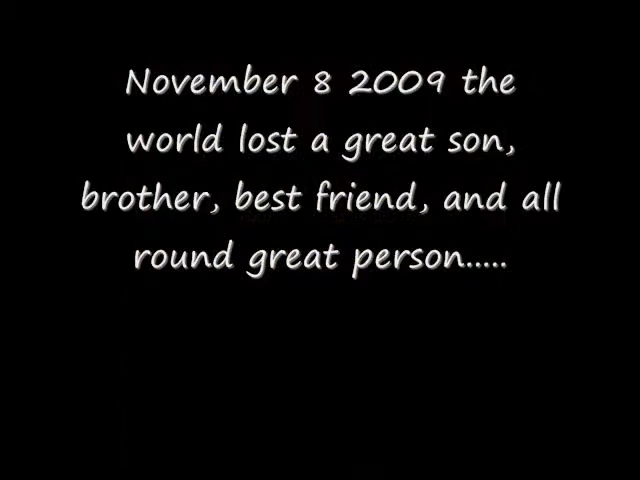 November 8 2009 the
world lost a great son,
brother, best friend, and all
round great person.....